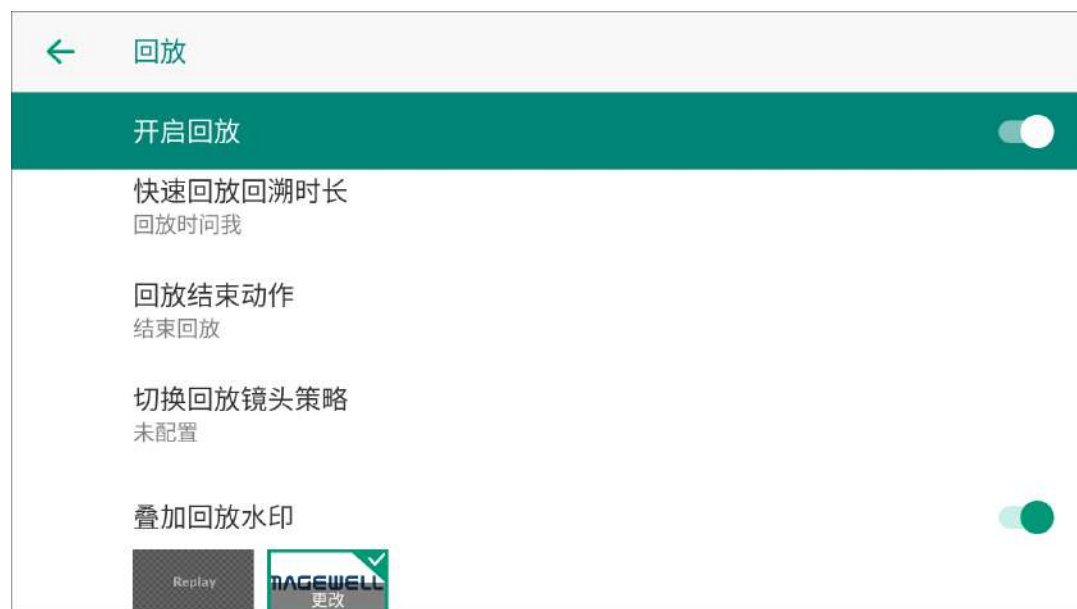 回放
开启回放
快速回放回溯时长
回放时问我
回放结束动作
结束回放
切换回放镜头策略
未配置
叠加回放水印
Replay
MAGEWELL
更改